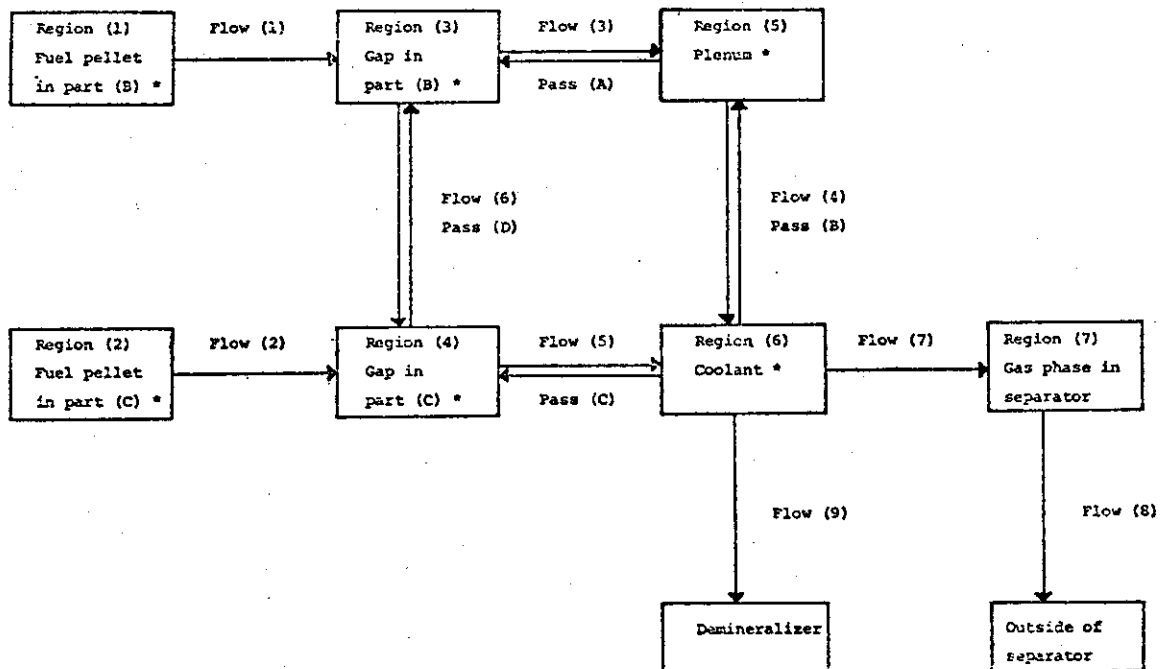 Region (1)
Fuel pellet
in part (B) *
Flow (1)
Region (3)
Gap in
part (B) *
Flow (3)
Pass (A)
Region (5)
Plenum *
Flow (6)
Pass (D)
Flow (4)
Pass (B)
Region (2)
Fuel pellet
in part (C) *
Flow (2)
Region (4)
Gap in
part (C) *
Flow (5)
Pass (C)
Region (6)
Coolant *
Flow (7)
Region (7)
Gas phase in
separator
Flow (9)
Flow (8)
Demineralizer
Outside of
separator